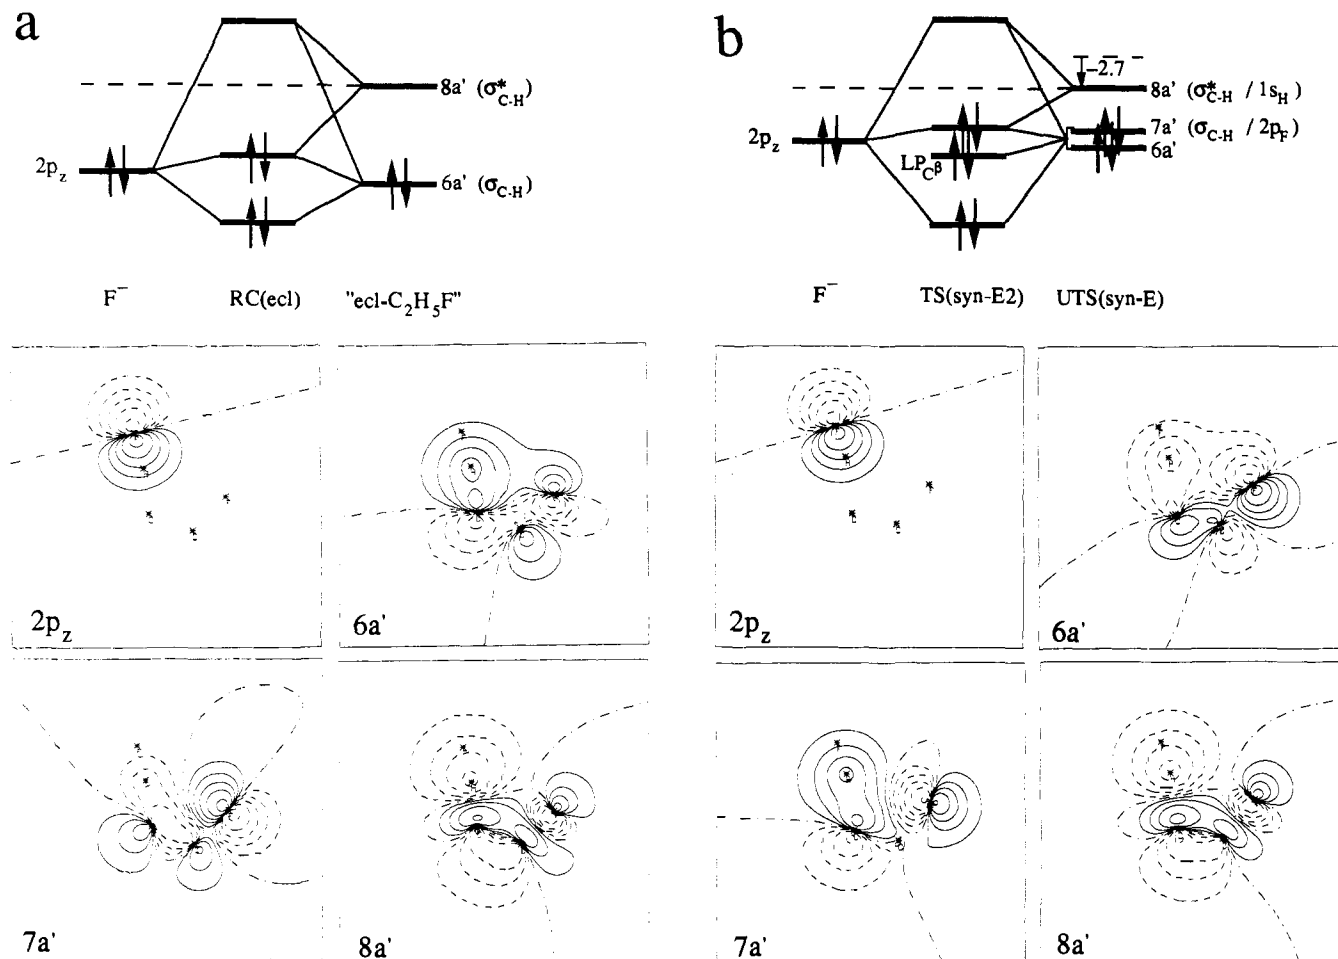 a
8a' (σ*C-H)
2pz
6a' (σC-H)
F⁻ RC(ecl) "ecl-C2H5F"
2pz
6a'
7a'
8a'
b
-2.7
8a' (σ*C-H / 1sH)
7a' (σC-H / 2pF)
2pz
6a'
LPCβ
F⁻ TS(syn-E2) UTS(syn-E)
2pz
6a'
7a'
8a'